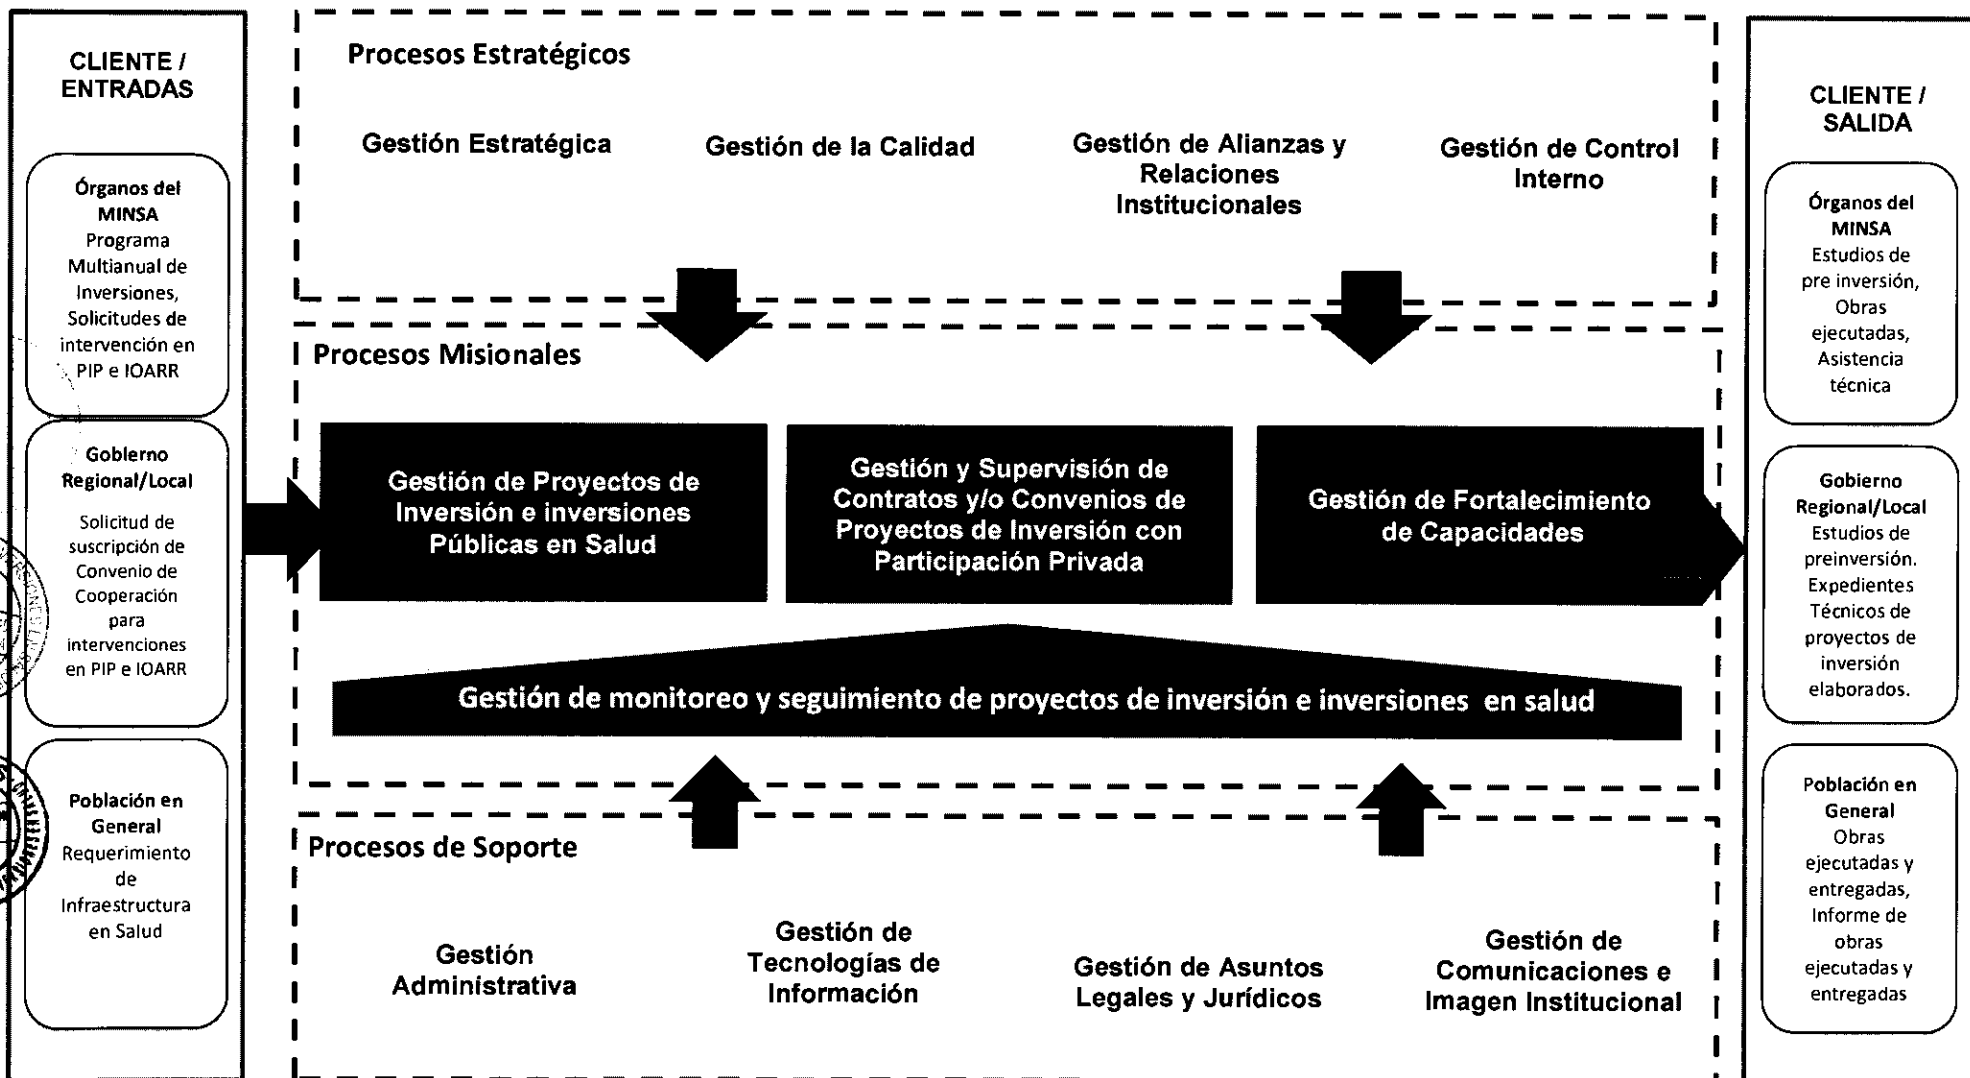 CLIENTE /
ENTRADAS
Órganos del
MINSA
Programa
Multianual de
Inversiones,
Solicitudes de
intervención en
PIP e IOARR
Gobierno
Regional/Local
Solicitud de
suscripción de
Convenio de
Cooperación
para
intervenciones
en PIP e IOARR
Población en
General
Requerimiento
de
Infraestructura
en Salud
Procesos Estratégicos
Gestión Estratégica
Gestión de la Calidad
Gestión de Alianzas y
Relaciones
Institucionales
Gestión de Control
Interno
Procesos Misionales
Gestión de Proyectos de
Inversión e inversiones
Públicas en Salud
Gestión y Supervisión de
Contratos y/o Convenios de
Proyectos de Inversión con
Participación Privada
Gestión de Fortalecimiento
de Capacidades
Gestión de monitoreo y seguimiento de proyectos de inversión e inversiones en salud
Procesos de Soporte
Gestión
Administrativa
Gestión de
Tecnologías de
Información
Gestión de Asuntos
Legales y Jurídicos
Gestión de
Comunicaciones e
Imagen Institucional
CLIENTE /
SALIDA
Órganos del
MINSA
Estudios de
pre inversión,
Obras
ejecutadas,
Asistencia
técnica
Gobierno
Regional/Local
Estudios de
preinversión.
Expedientes
Técnicos de
proyectos de
inversión
elaborados.
Población en
General
Obras
ejecutadas y
entregadas,
Informe de
obras
ejecutadas y
entregadas